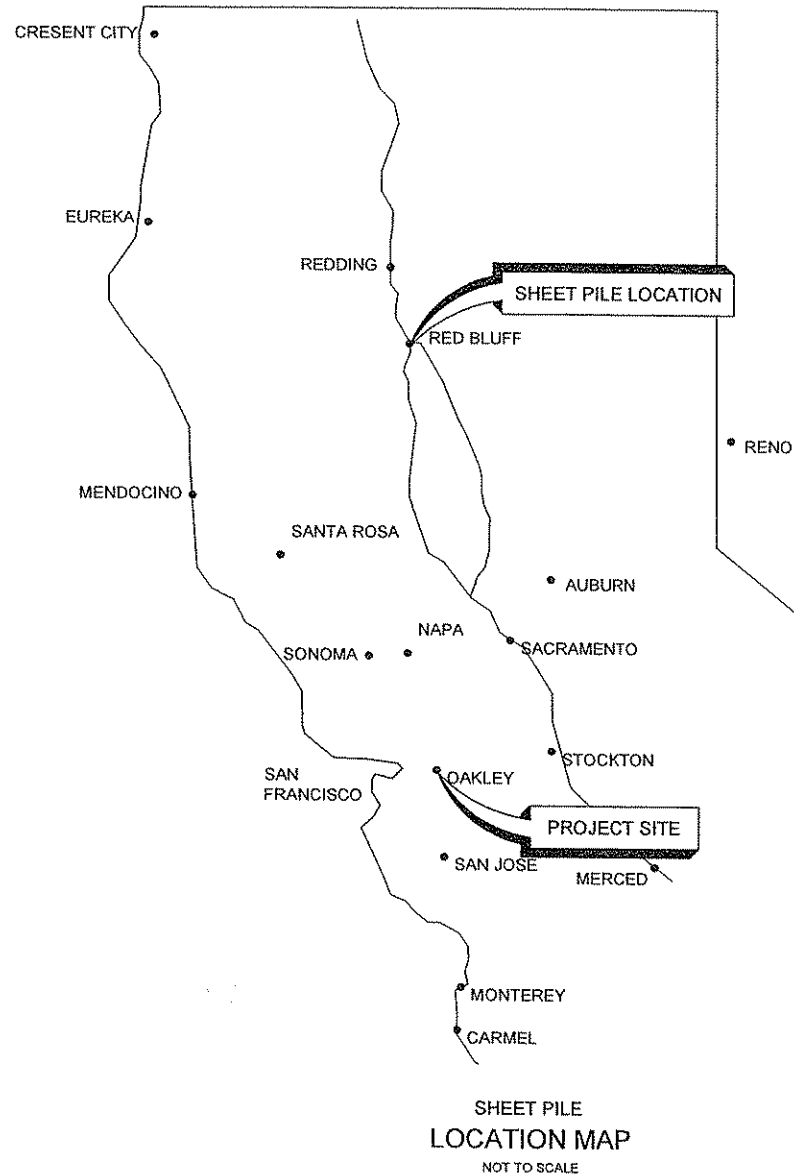 CRESENT CITY
EUREKA
REDDING
SHEET PILE LOCATION
RED BLUFF
RENO
MENDOCINO
SANTA ROSA
AUBURN
NAPA
SONOMA
SACRAMENTO
STOCKTON
SAN
FRANCISCO
OAKLEY
PROJECT SITE
SAN JOSE
MERCED
MONTEREY
CARMEL
SHEET PILE
LOCATION MAP
NOT TO SCALE